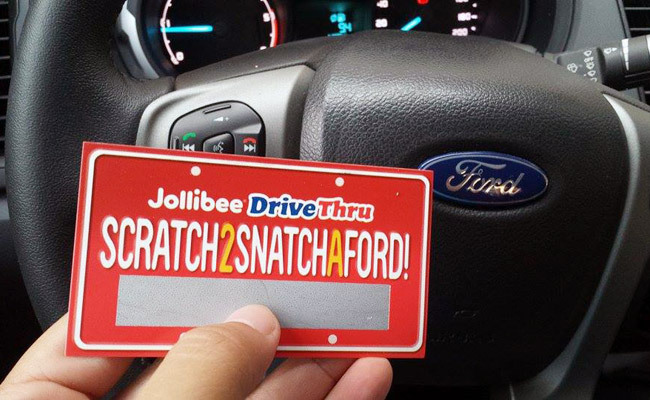 Jollibee DriveThru
SCRATCH2SNATCHAFORD!
Ford